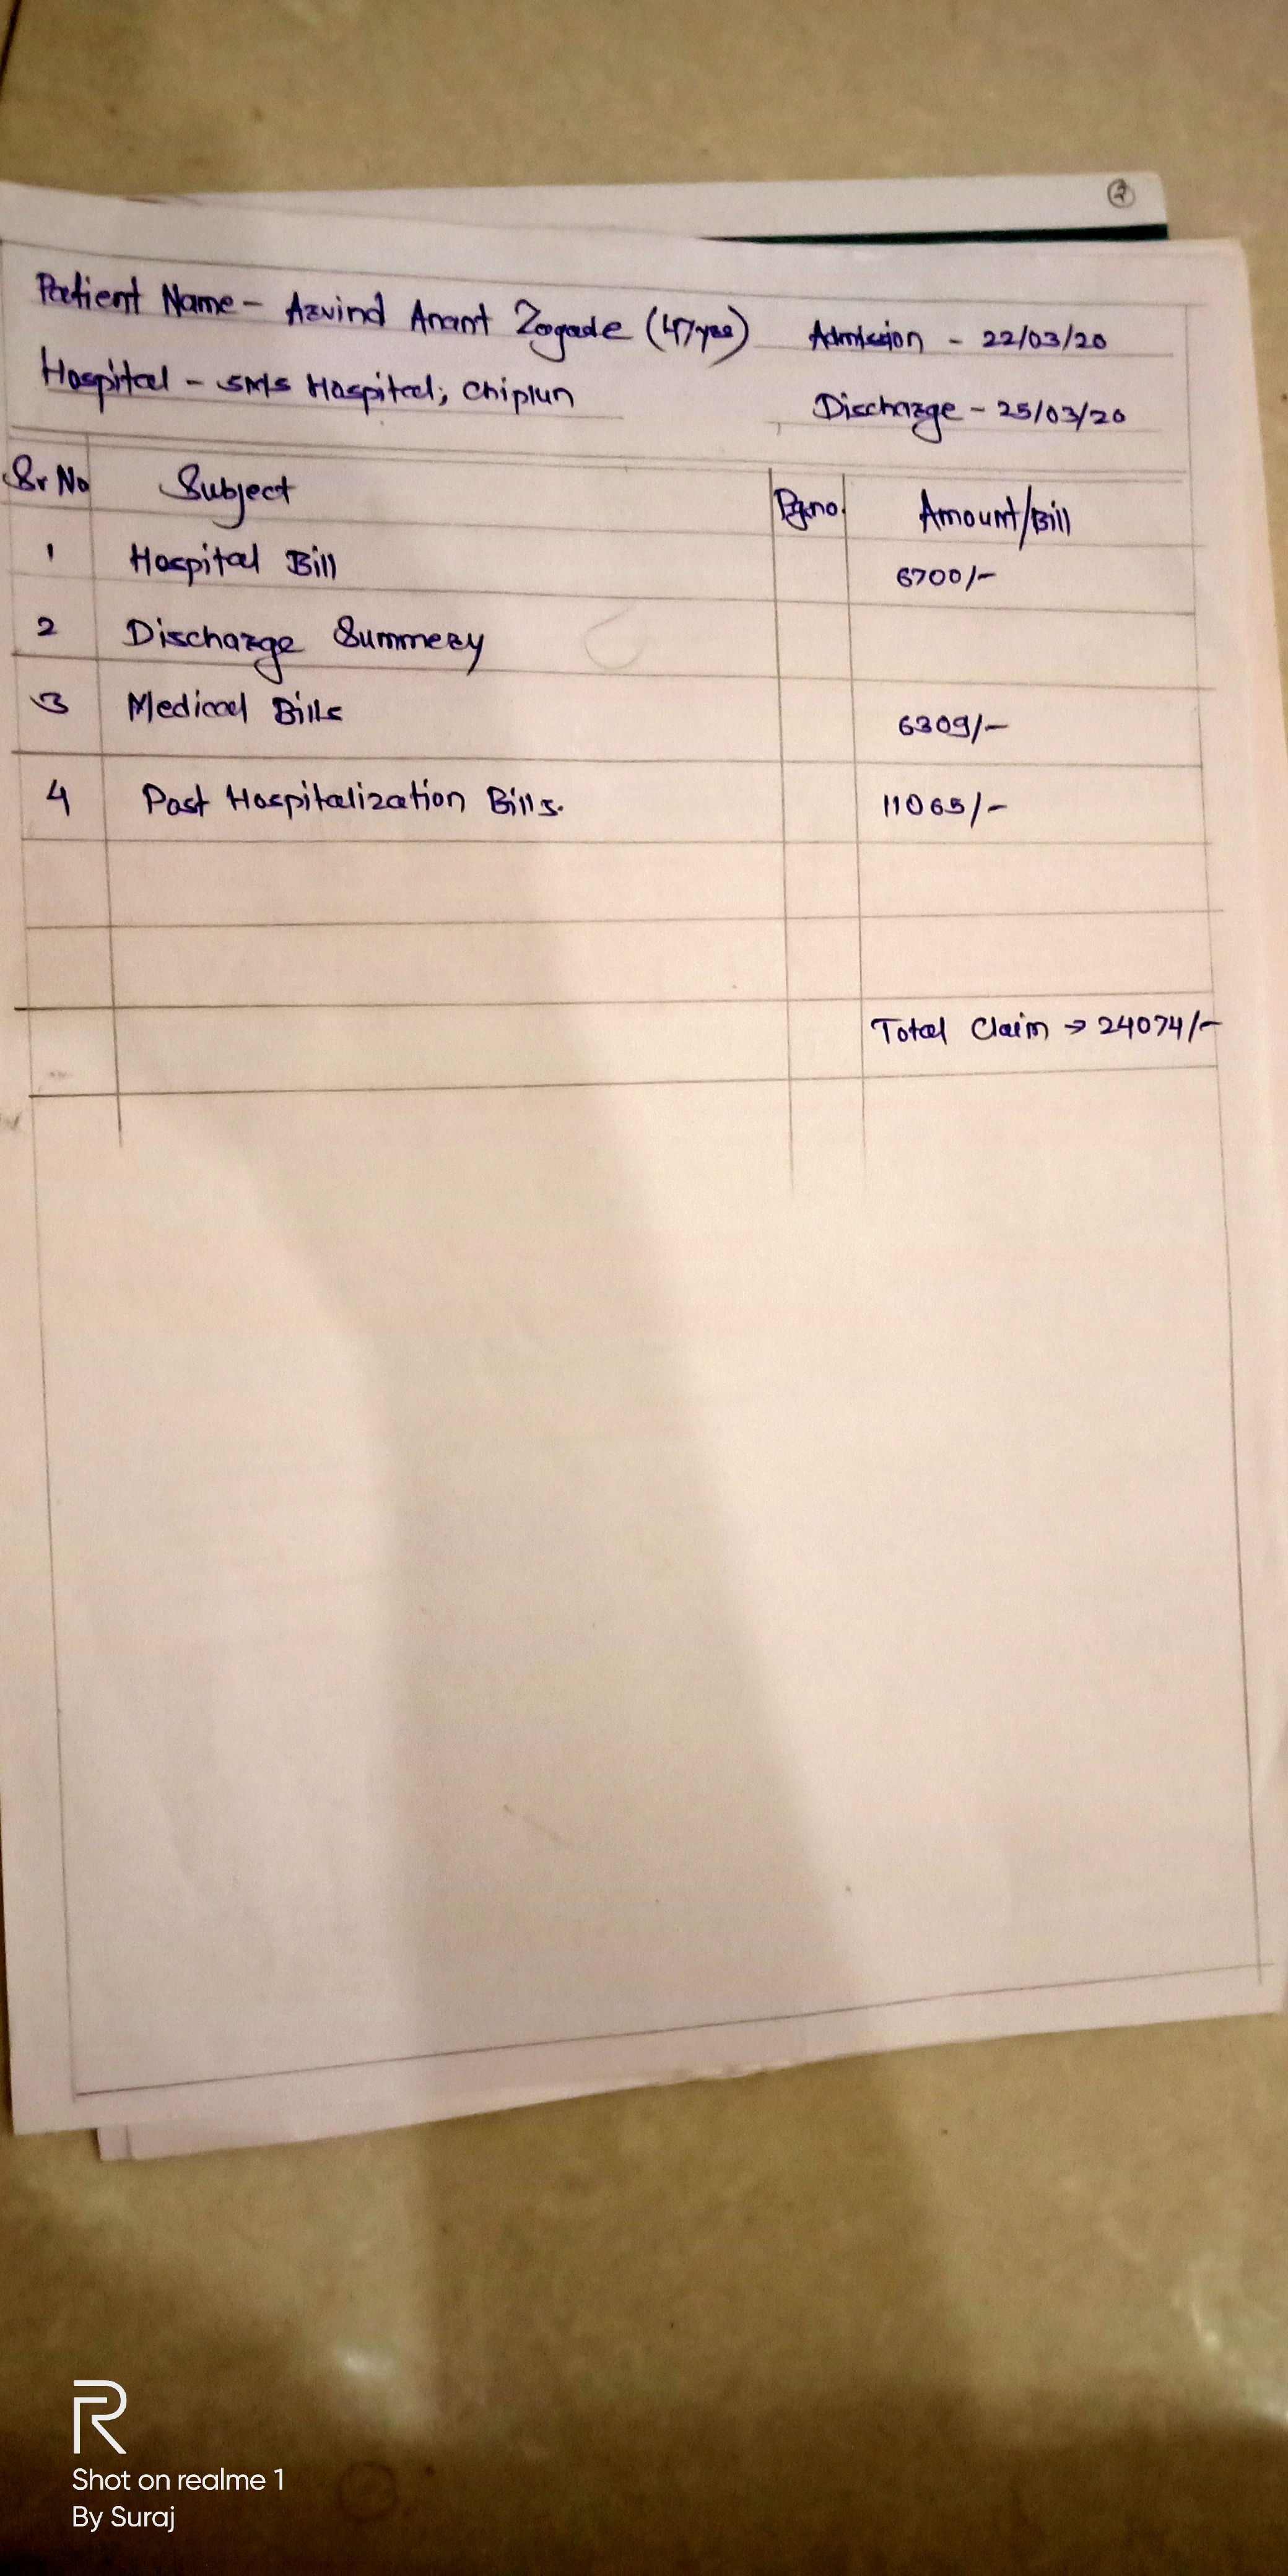 2
Patient Name - Arvind Anant Zogade (47yrs) Admission - 22/03/20
Hospital - SMS Hospital, Chiplun Discharge - 25/03/20
Sr No Subject Pg.no. Amount/Bill
1 Hospital Bill 6700/-
2 Discharge Summery
3 Medical Bills 6309/-
4 Post Hospitalization Bills. 11065/-
Total Claim → 24074/-
R
Shot on realme 1
By Suraj